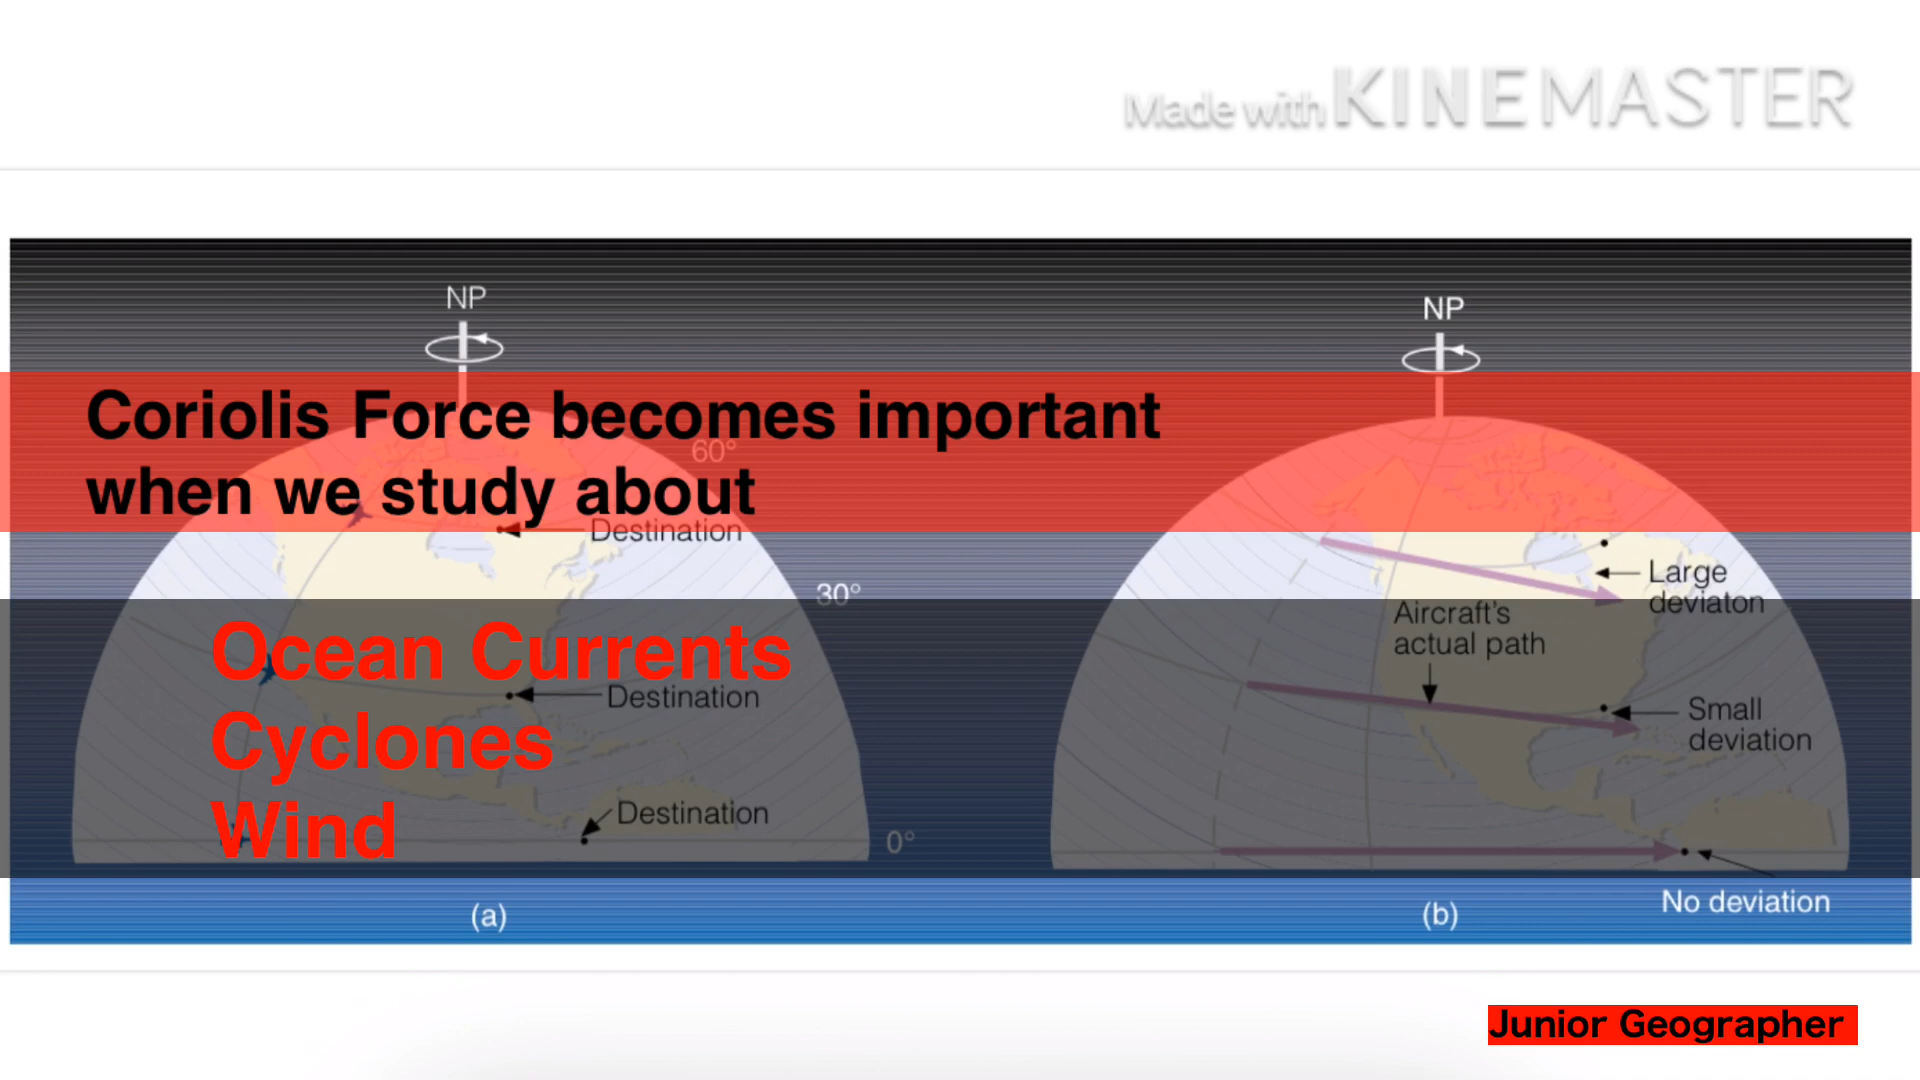 Made with KINEMASTER
NP
NP
Coriolis Force becomes important
when we study about
60°
Destination
30°
Large
deviaton
Aircraft's
actual path
Ocean Currents
Destination
Small
deviation
Cyclones
Destination
Wind
0°
No deviation
(a)
(b)
Junior Geographer